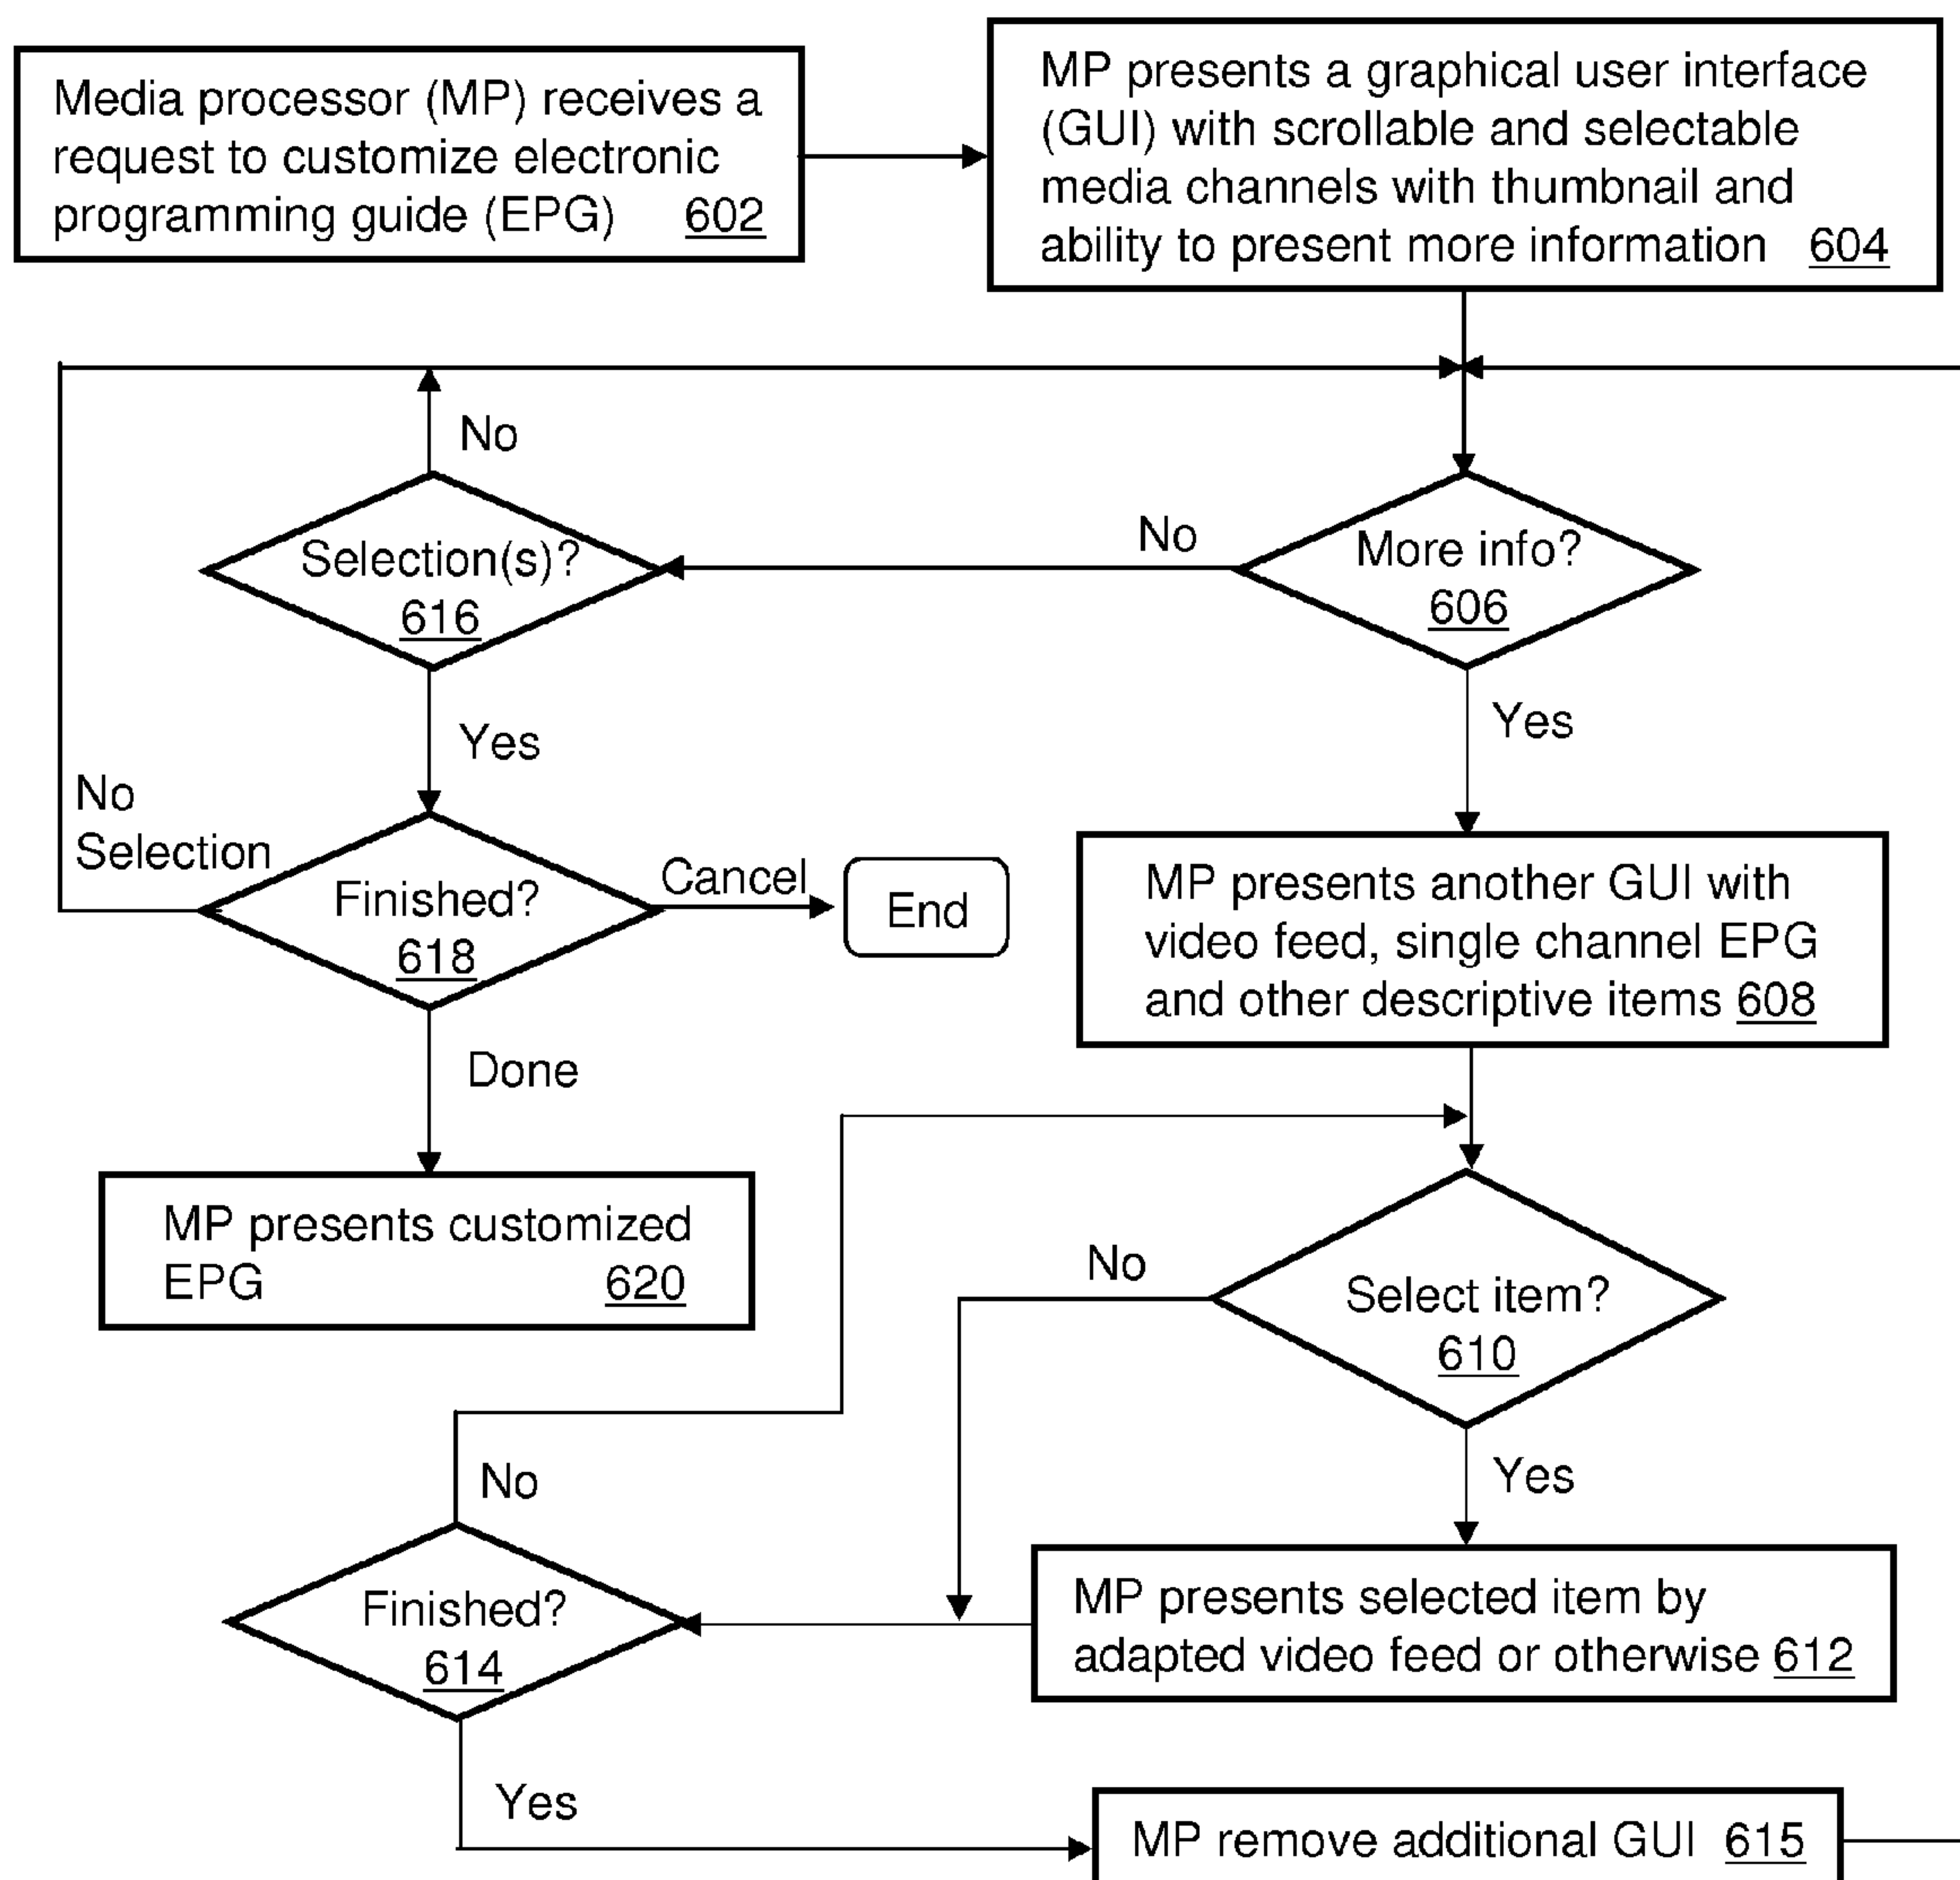 Media processor (MP) receives a
request to customize electronic
programming guide (EPG) 602
MP presents a graphical user interface
(GUI) with scrollable and selectable
media channels with thumbnail and
ability to present more information 604
No
Selection(s)?
616
No
More info?
606
Yes
Yes
No
Selection
Finished?
618
Cancel
End
MP presents another GUI with
video feed, single channel EPG
and other descriptive items 608
Done
MP presents customized
EPG 620
No
Select item?
610
No
Yes
Finished?
614
MP presents selected item by
adapted video feed or otherwise 612
Yes
MP remove additional GUI 615